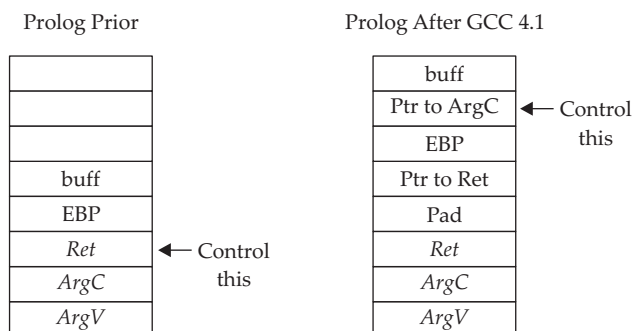 Prolog Prior
buff
EBP
Ret
ArgC
ArgV
Control
this
Prolog After GCC 4.1
buff
Ptr to ArgC
EBP
Ptr to Ret
Pad
Ret
ArgC
ArgV
Control
this